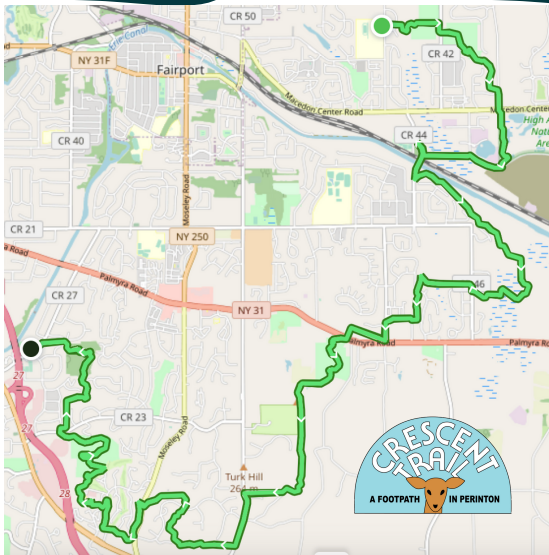 CR 50
Erie Canal
NY 31F
Fairport
CR 42
Macedon Center Road
Macedon Center
High A
Natu
Area
CR 44
CR 40
Moseley Road
CR 21
NY 250
a Road
Palmyra Road
CR 27
NY 31
46
Palmyra Road
Palmyra Ro
27
27
CR 23
Moseley Road
28
Turk Hill
264 m
CRESCENT
TRAIL
A FOOTPATH IN PERINTON